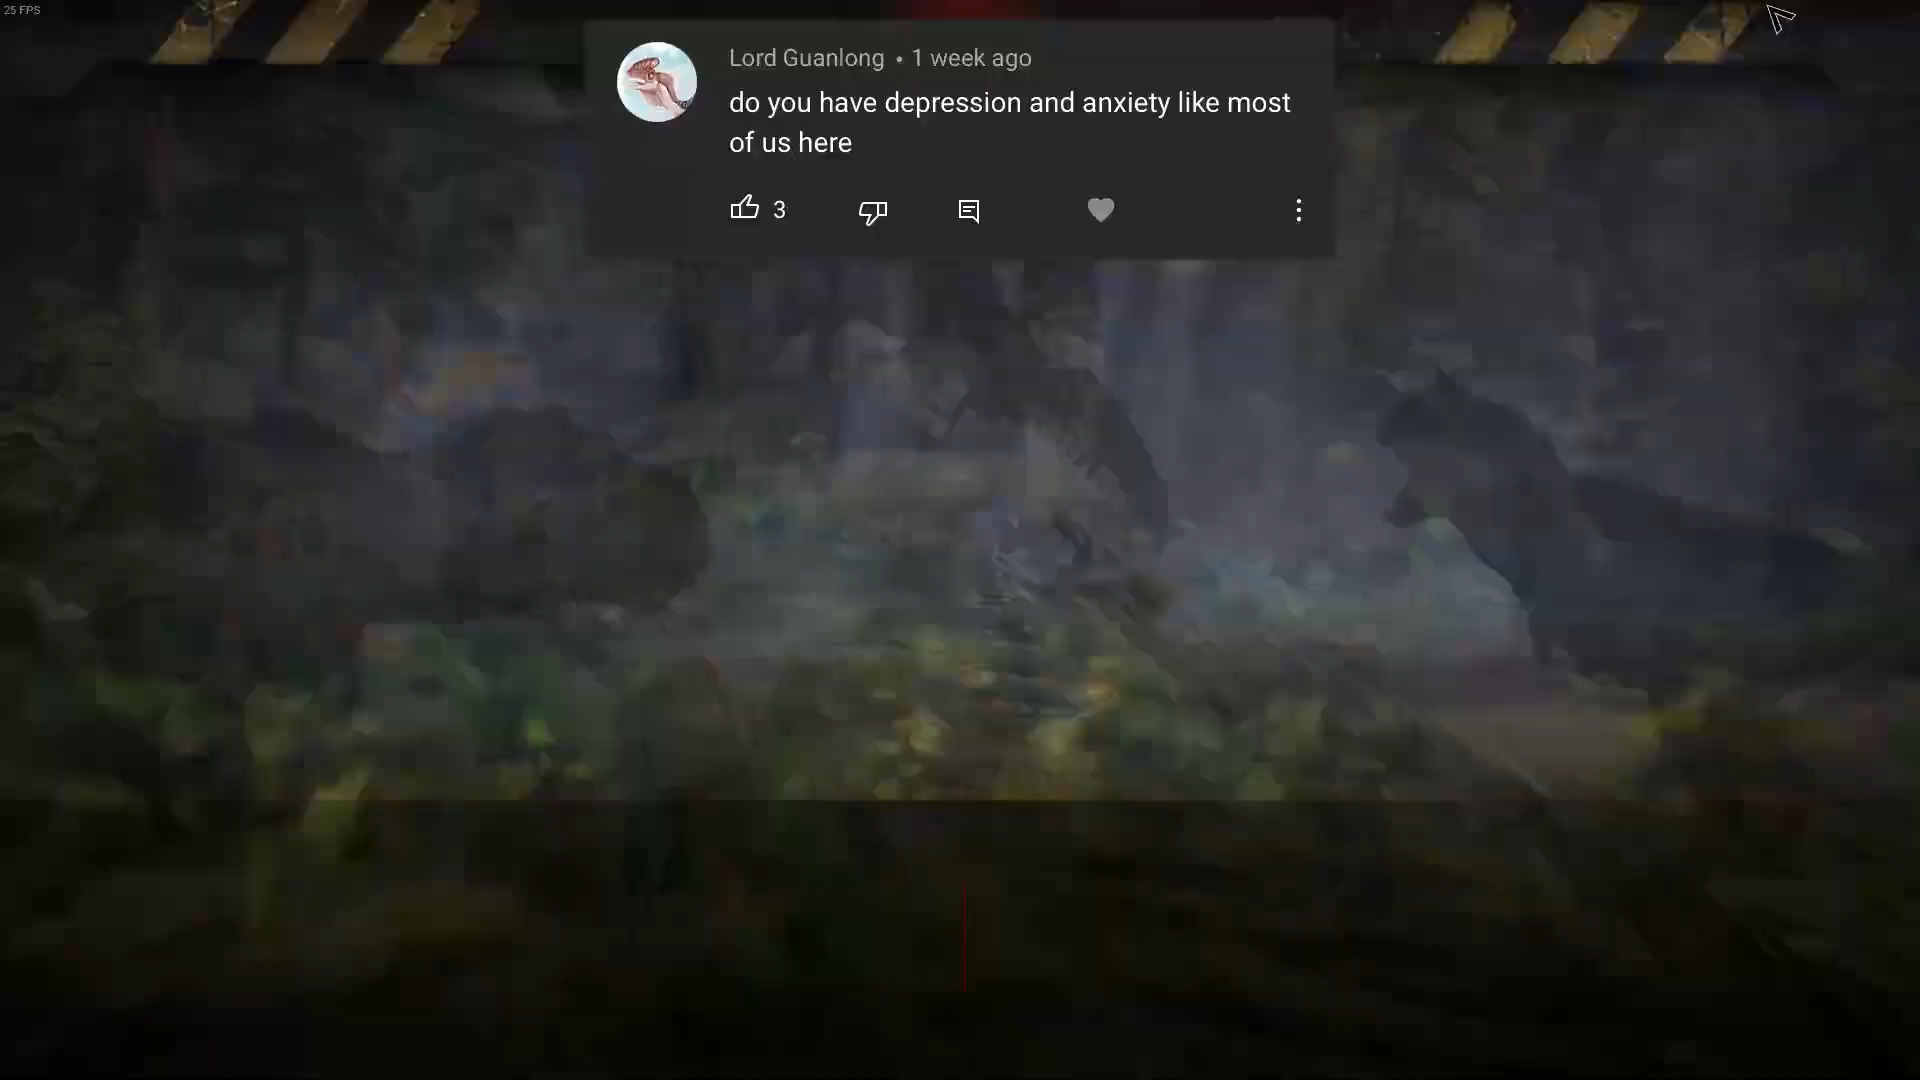 25 FPS
Lord Guanlong • 1 week ago
do you have depression and anxiety like most
of us here
3